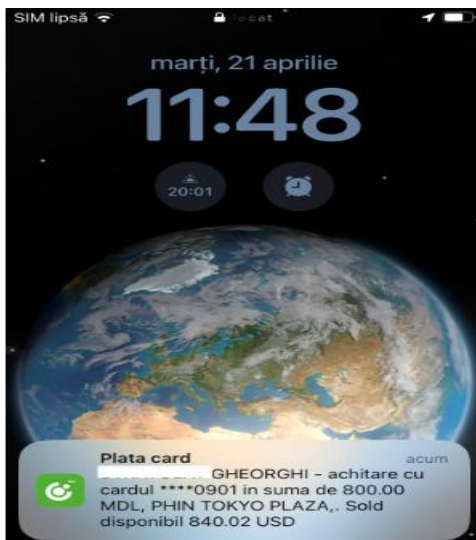 SIM lipsă
marți, 21 aprilie
11:48
20:01
Plata card acum
GHEORGHI - achitare cu
cardul ****0901 in suma de 800.00
MDL, PHIN TOKYO PLAZA,. Sold
disponibil 840.02 USD